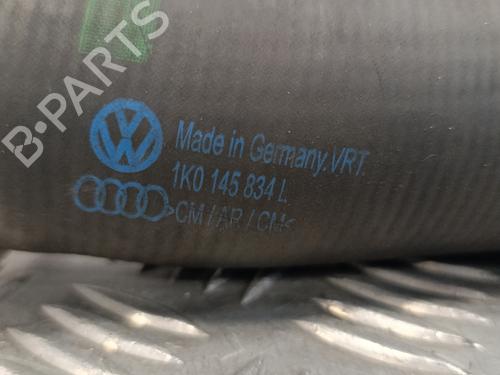 B-PARTS
Made in Germany.VRT.
1K0 145 834 L
>CM / AR / CM<